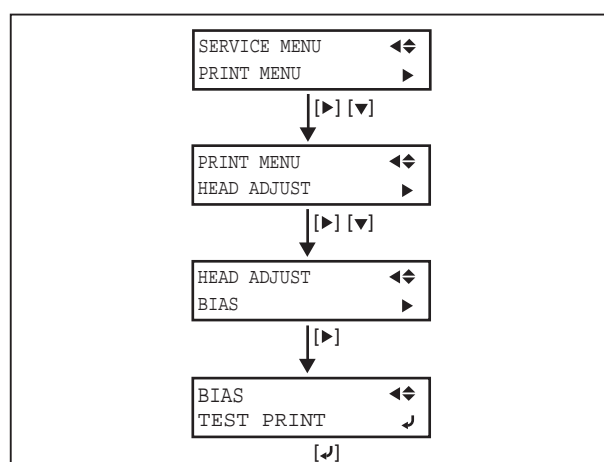 SERVICE MENU ◀◆
PRINT MENU ▶
[▶] [▼]
PRINT MENU ◀◆
HEAD ADJUST ▶
[▶] [▼]
HEAD ADJUST ◀◆
BIAS ▶
[▶]
BIAS ◀◆
TEST PRINT ↵
[↵]